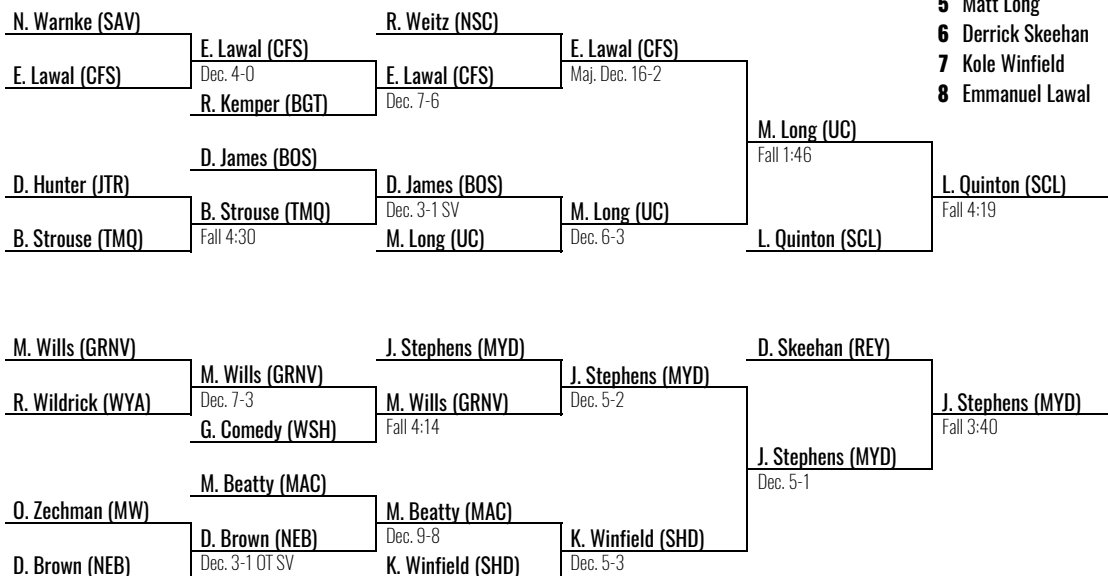 5 Matt Long
N. Warnke (SAV)
R. Weitz (NSC)
6 Derrick Skeehan
E. Lawal (CFS)
E. Lawal (CFS)
7 Kole Winfield
E. Lawal (CFS)
Dec. 4-0
E. Lawal (CFS)
Maj. Dec. 16-2
8 Emmanuel Lawal
R. Kemper (BGT)
Dec. 7-6
M. Long (UC)
Fall 1:46
D. James (BOS)
D. Hunter (JTR)
D. James (BOS)
L. Quinton (SCL)
Dec. 3-1 SV
Fall 4:19
B. Strouse (TMQ)
M. Long (UC)
B. Strouse (TMQ)
Fall 4:30
M. Long (UC)
Dec. 6-3
L. Quinton (SCL)
M. Wills (GRNV)
J. Stephens (MYD)
D. Skeehan (REY)
M. Wills (GRNV)
J. Stephens (MYD)
R. Wildrick (WYA)
Dec. 7-3
M. Wills (GRNV)
Dec. 5-2
J. Stephens (MYD)
G. Comedy (WSH)
Fall 4:14
Fall 3:40
J. Stephens (MYD)
Dec. 5-1
M. Beatty (MAC)
O. Zechman (MW)
M. Beatty (MAC)
Dec. 9-8
D. Brown (NEB)
K. Winfield (SHD)
D. Brown (NEB)
Dec. 3-1 OT SV
K. Winfield (SHD)
Dec. 5-3